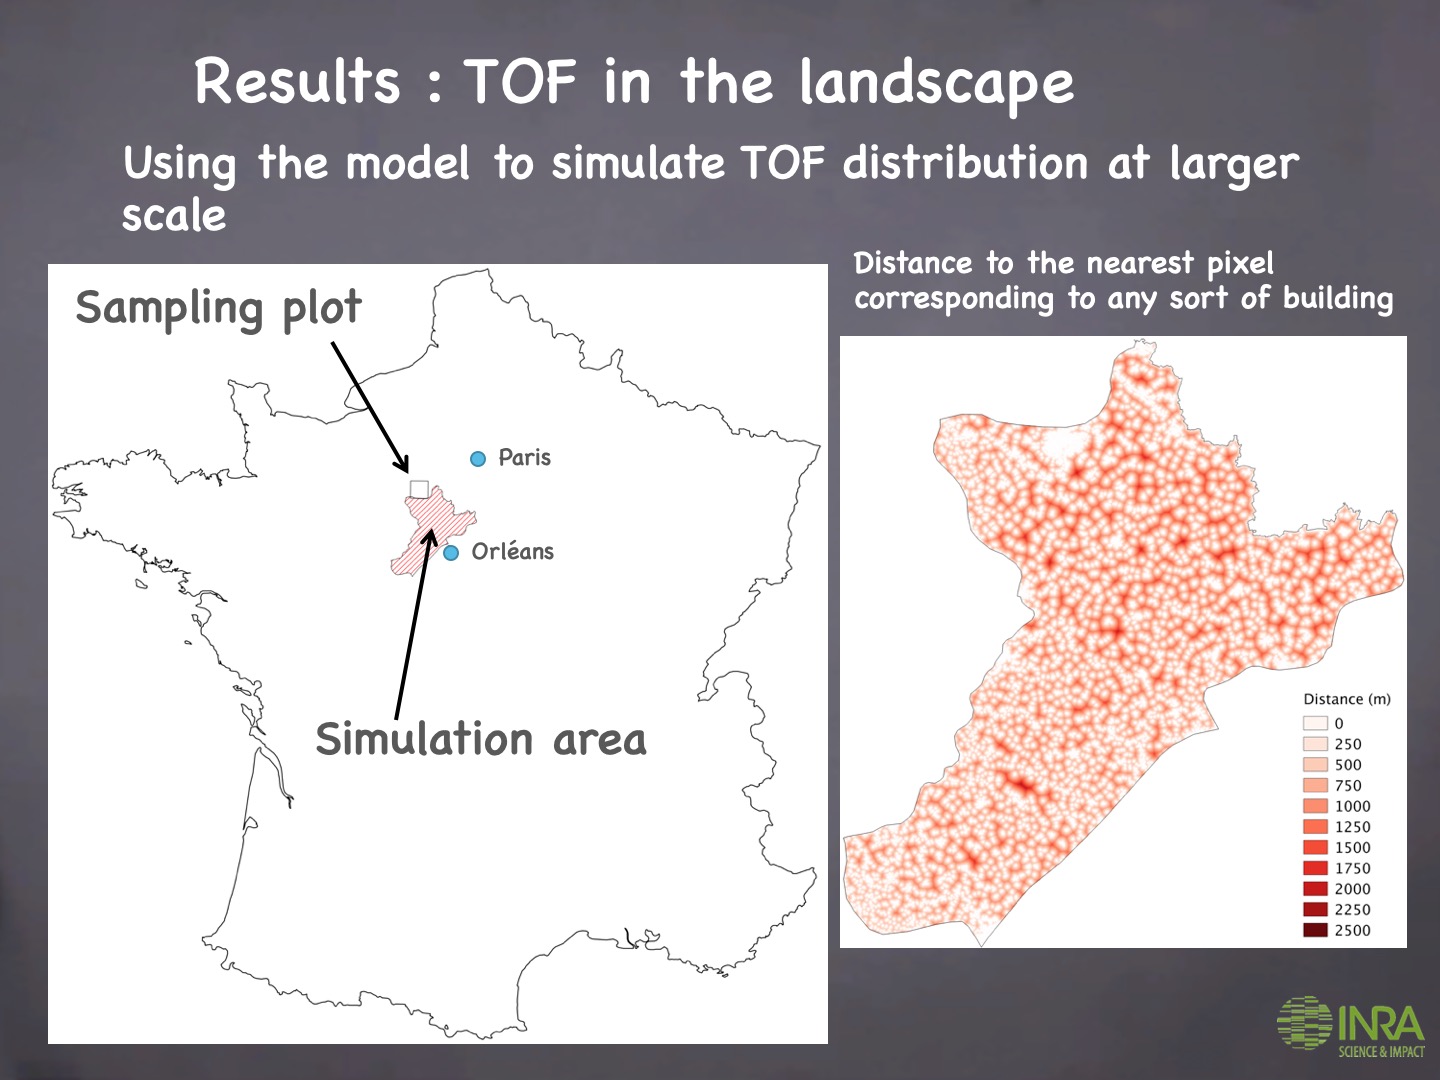 Results : TOF in the landscape
Using the model to simulate TOF distribution at larger
scale
Distance to the nearest pixel
corresponding to any sort of building
Sampling plot
Paris
Orléans
Simulation area
Distance (m)
0
250
500
750
1000
1250
1500
1750
2000
2250
2500
INRA
SCIENCE & IMPACT